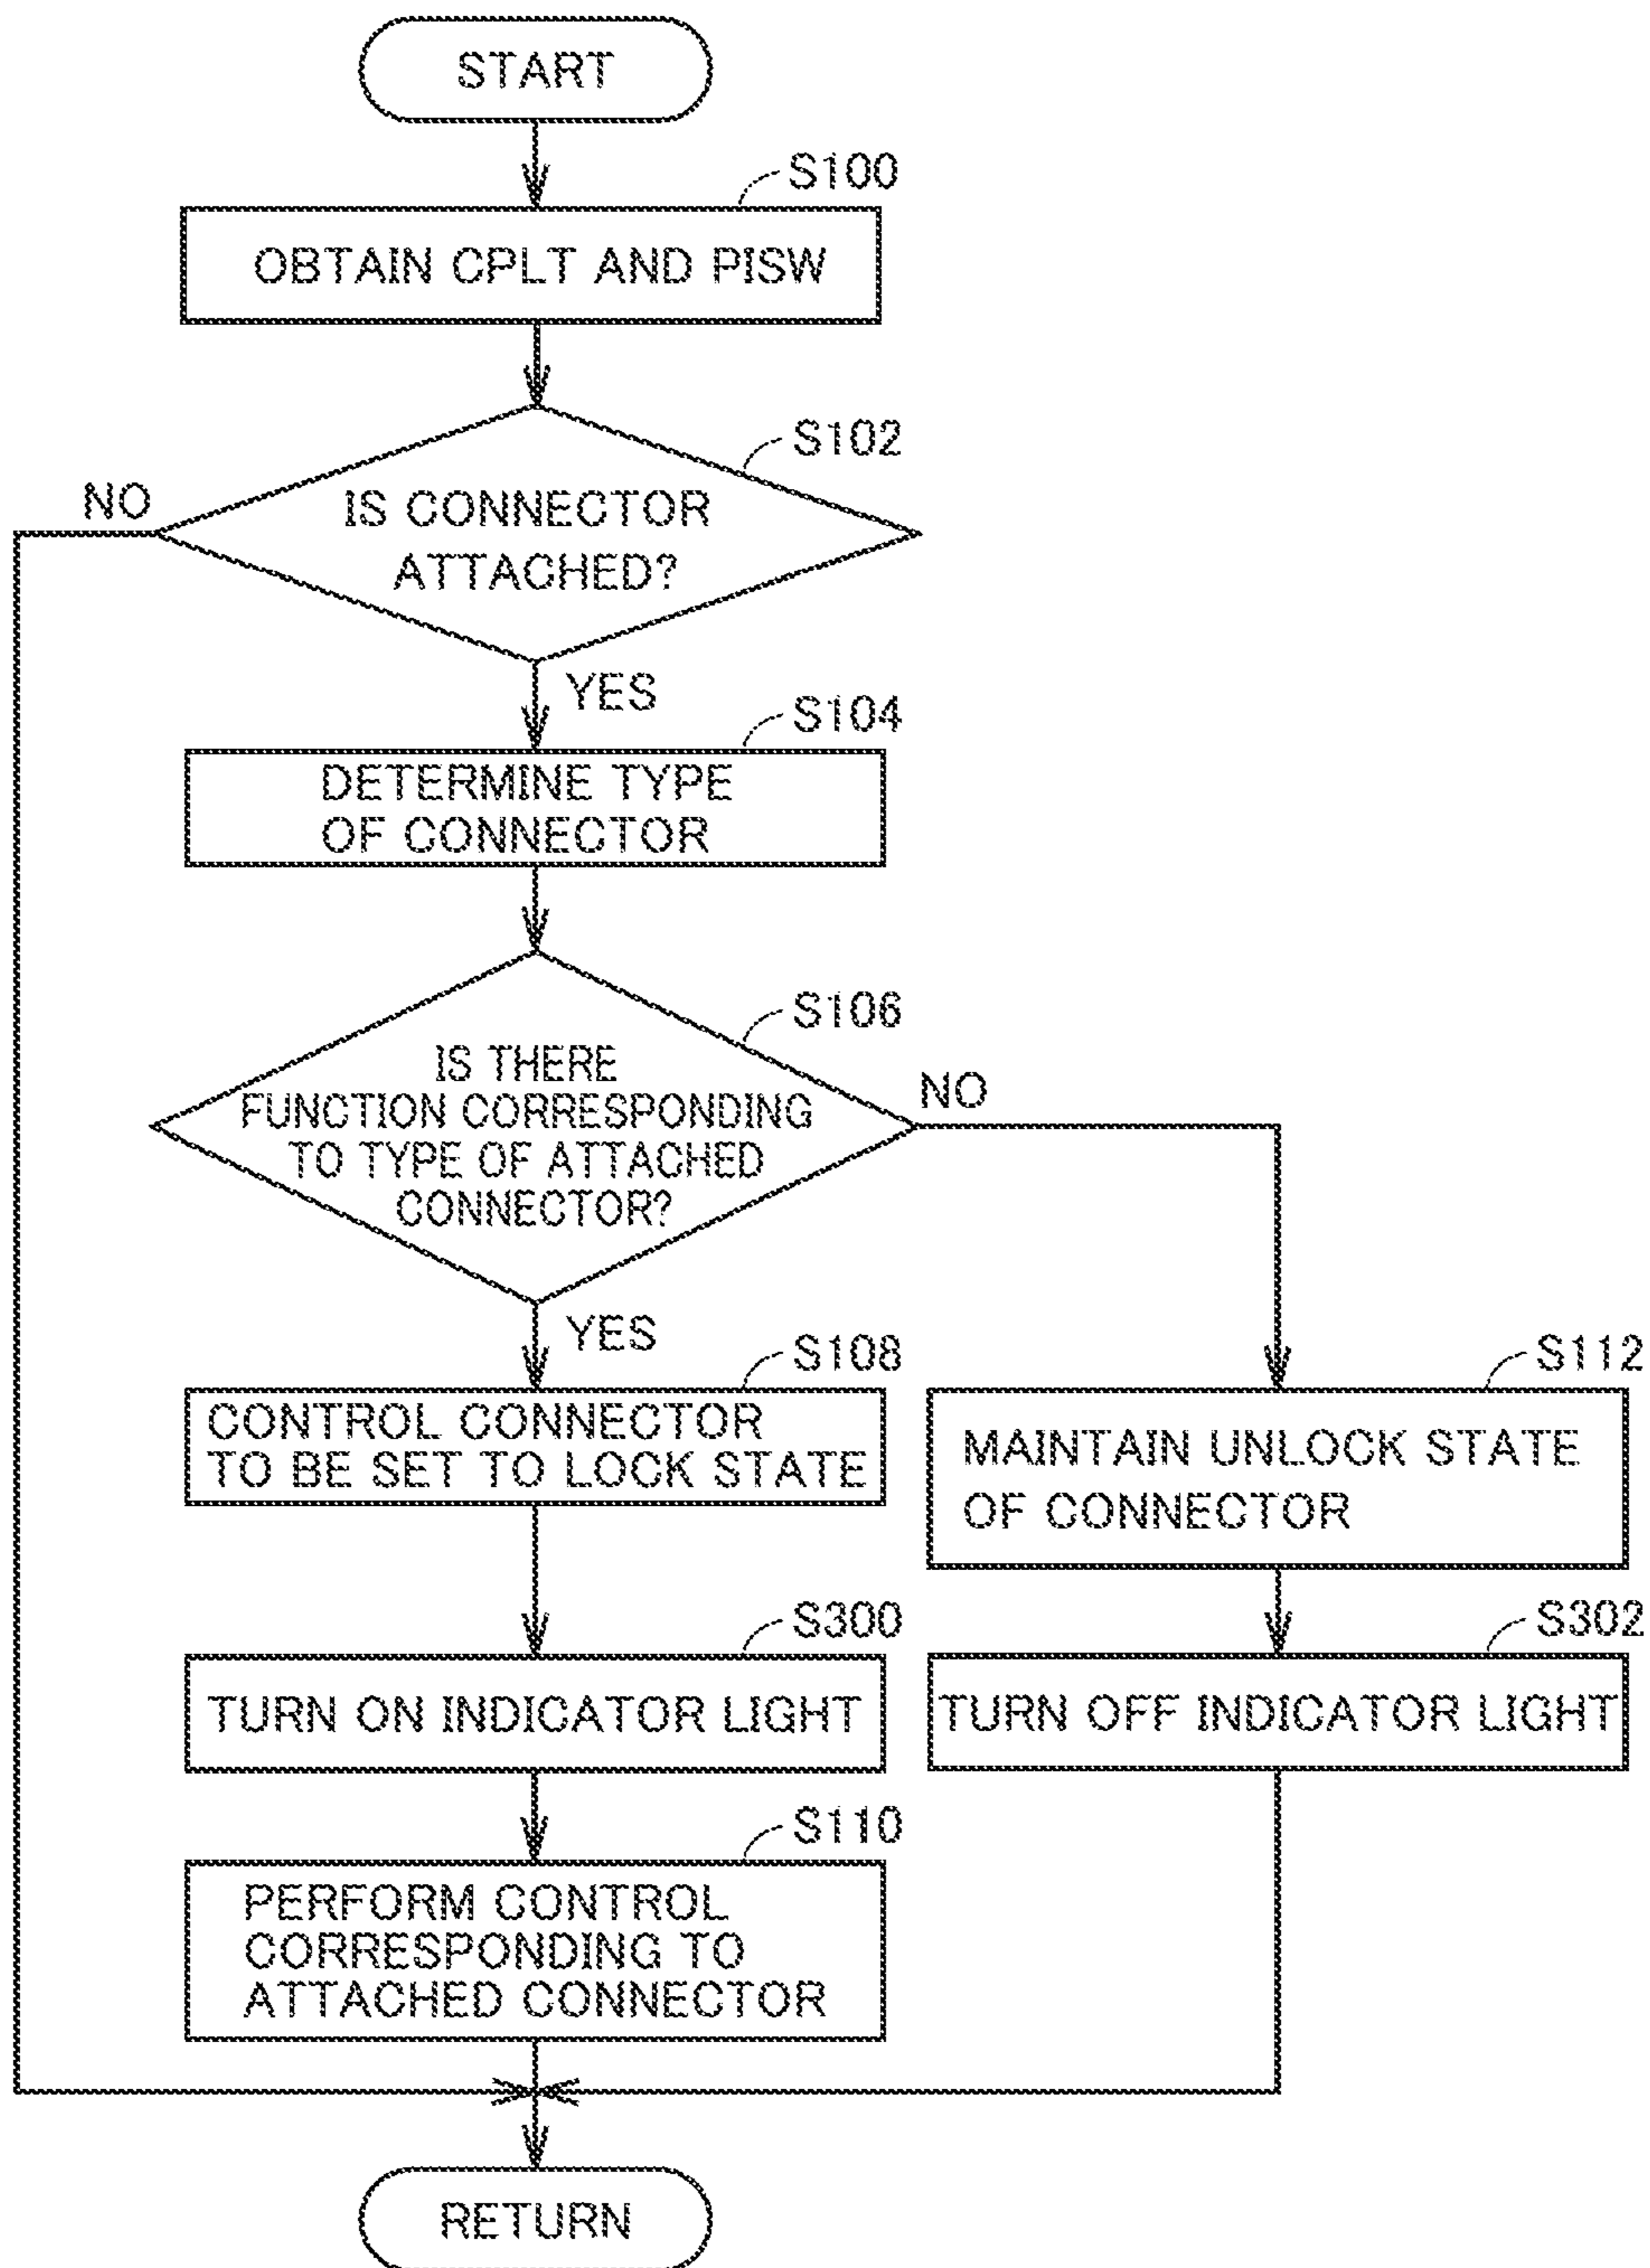 START
S100
OBTAIN CPLT AND PISW
S102
NO
IS CONNECTOR
ATTACHED?
YES
S104
DETERMINE TYPE
OF CONNECTOR
S106
IS THERE
FUNCTION CORRESPONDING
TO TYPE OF ATTACHED
CONNECTOR?
NO
YES
S108
CONTROL CONNECTOR
TO BE SET TO LOCK STATE
S112
MAINTAIN UNLOCK STATE
OF CONNECTOR
S300
TURN ON INDICATOR LIGHT
S302
TURN OFF INDICATOR LIGHT
S110
PERFORM CONTROL
CORRESPONDING TO
ATTACHED CONNECTOR
RETURN